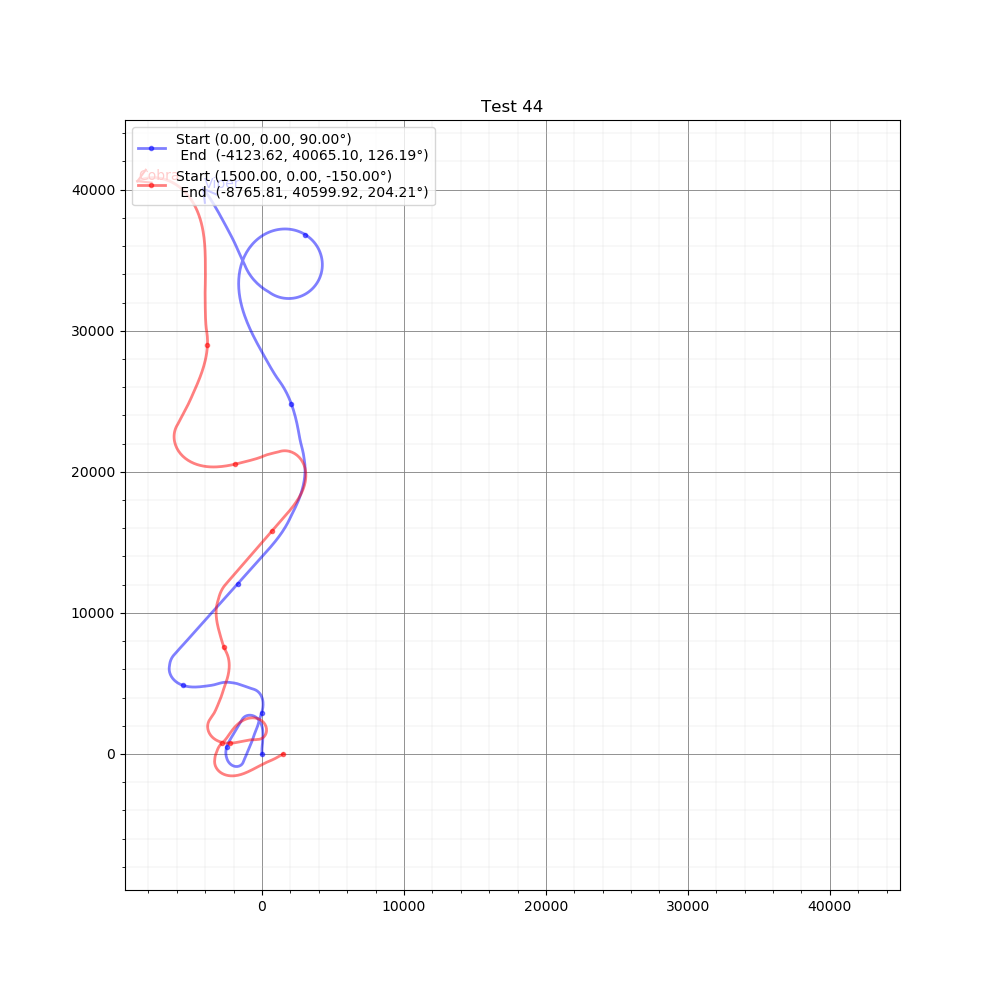 Test 44
Start (0.00, 0.00, 90.00°)
End (-4123.62, 40065.10, 126.19°)
Start (1500.00, 0.00, -150.00°)
End (-8765.81, 40599.92, 204.21°)
Cobra
40000
30000
20000
10000
0
0
10000
20000
30000
40000